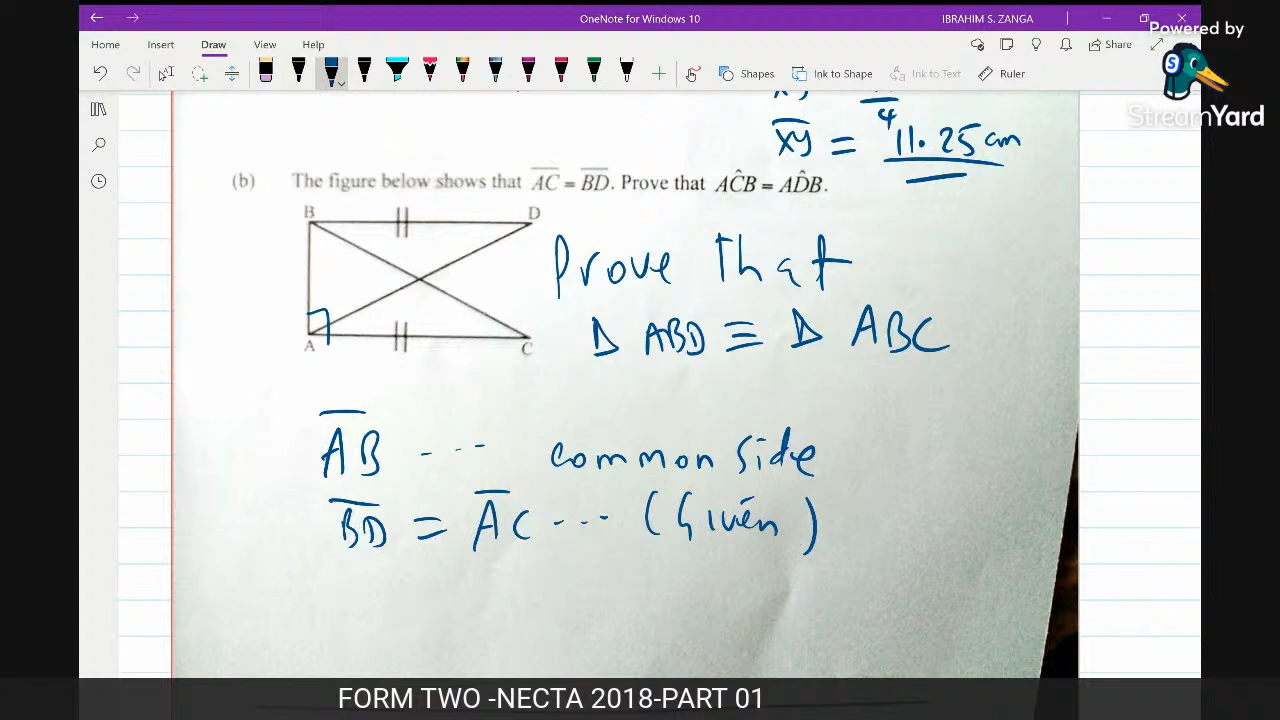 OneNote for Windows 10
IBRAHIM S. ZANGA
Powered by
Home Insert Draw View Help
Share
Shapes Ink to Shape Ink to Text Ruler
StreamYard
4
xy = 11.25 cm
(b) The figure below shows that AC = BD. Prove that AĈB = AD̂B.
B D
A C
Prove that
Δ ABD ≡ Δ ABC
AB --- common side
BD = AC --- (Given)
FORM TWO -NECTA 2018-PART 01